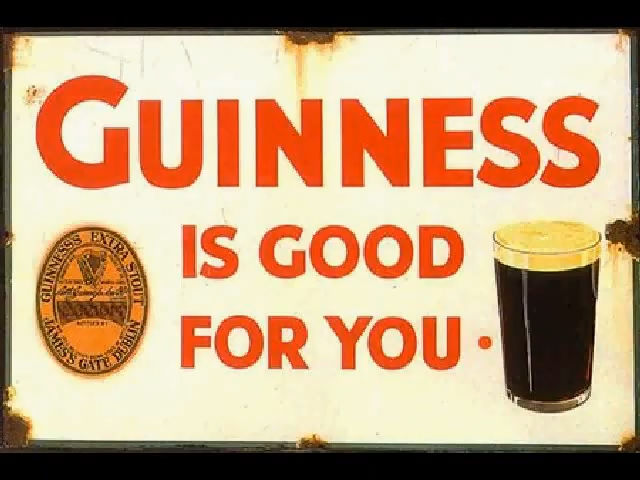 GUINNESS
IS GOOD
FOR YOU.
GUINNESS'S EXTRA STOUT
JAMES'S GATE DUBLIN